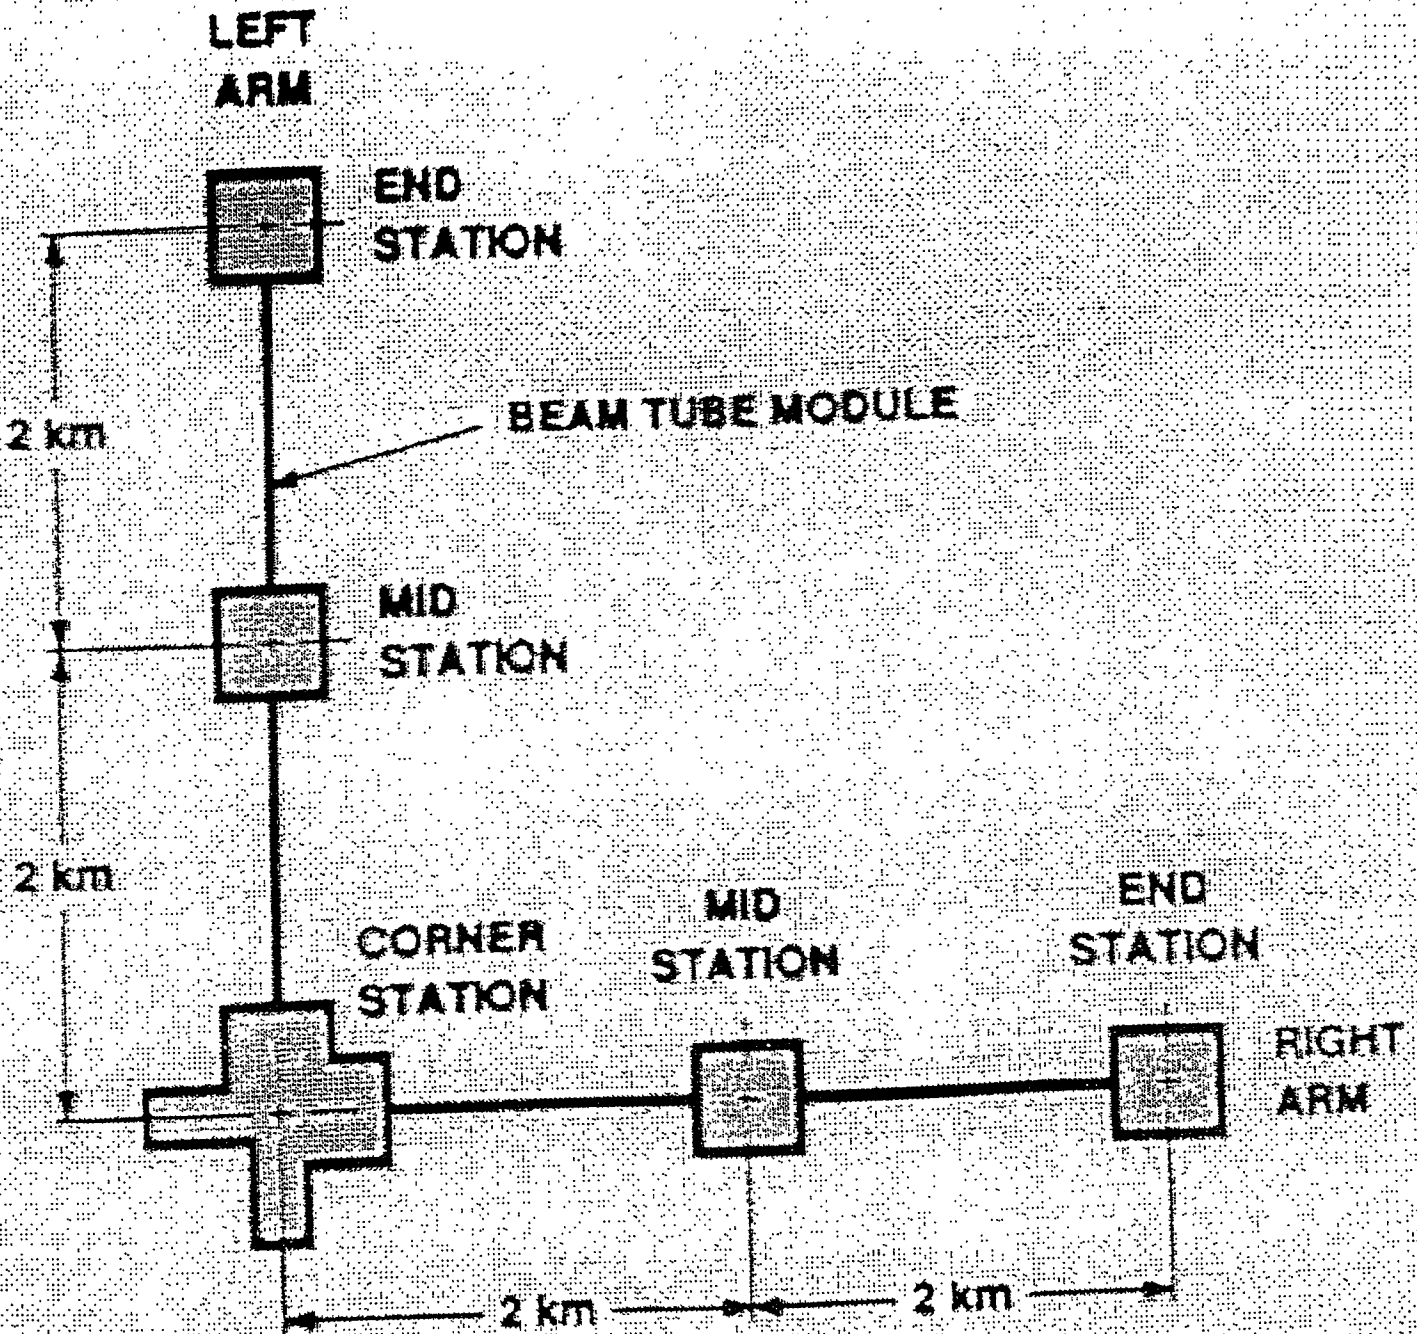 LEFT
ARM
END
STATION
BEAM TUBE MODULE
2 km
MID
STATION
2 km
CORNER
STATION
MID
STATION
END
STATION
RIGHT
ARM
2 km
2 km